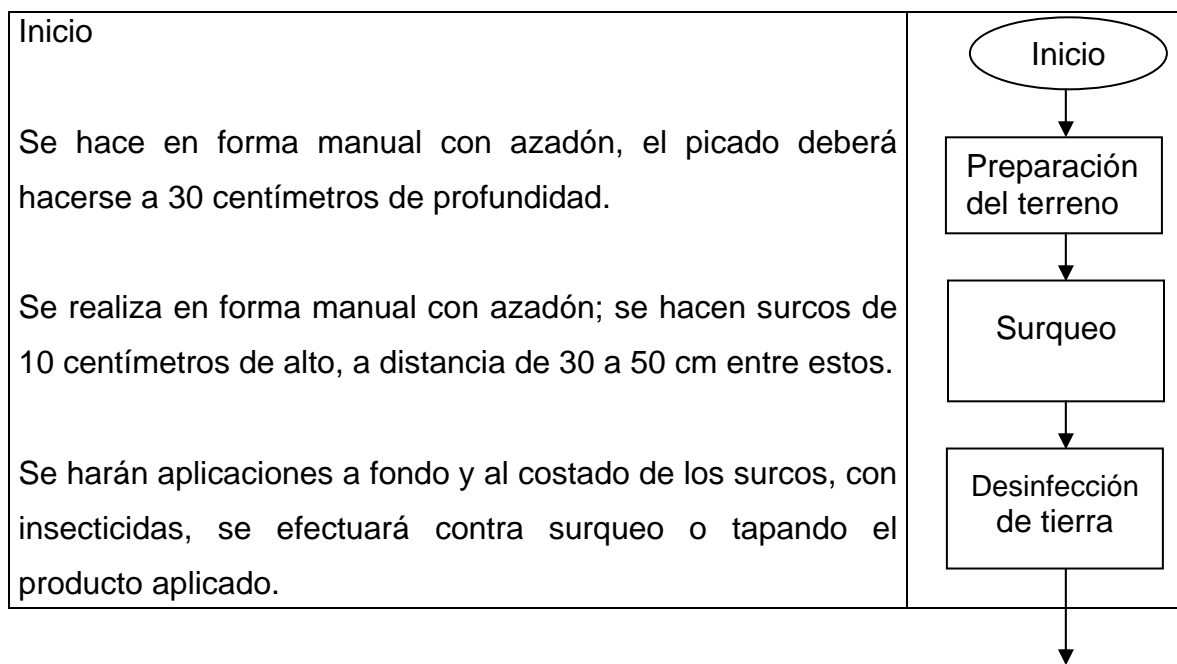 Inicio
Se hace en forma manual con azadón, el picado deberá
hacerse a 30 centímetros de profundidad.
Se realiza en forma manual con azadón; se hacen surcos de
10 centímetros de alto, a distancia de 30 a 50 cm entre estos.
Se harán aplicaciones a fondo y al costado de los surcos, con
insecticidas, se efectuará contra surqueo o tapando el
producto aplicado.
Inicio
Preparación
del terreno
Surqueo
Desinfección
de tierra